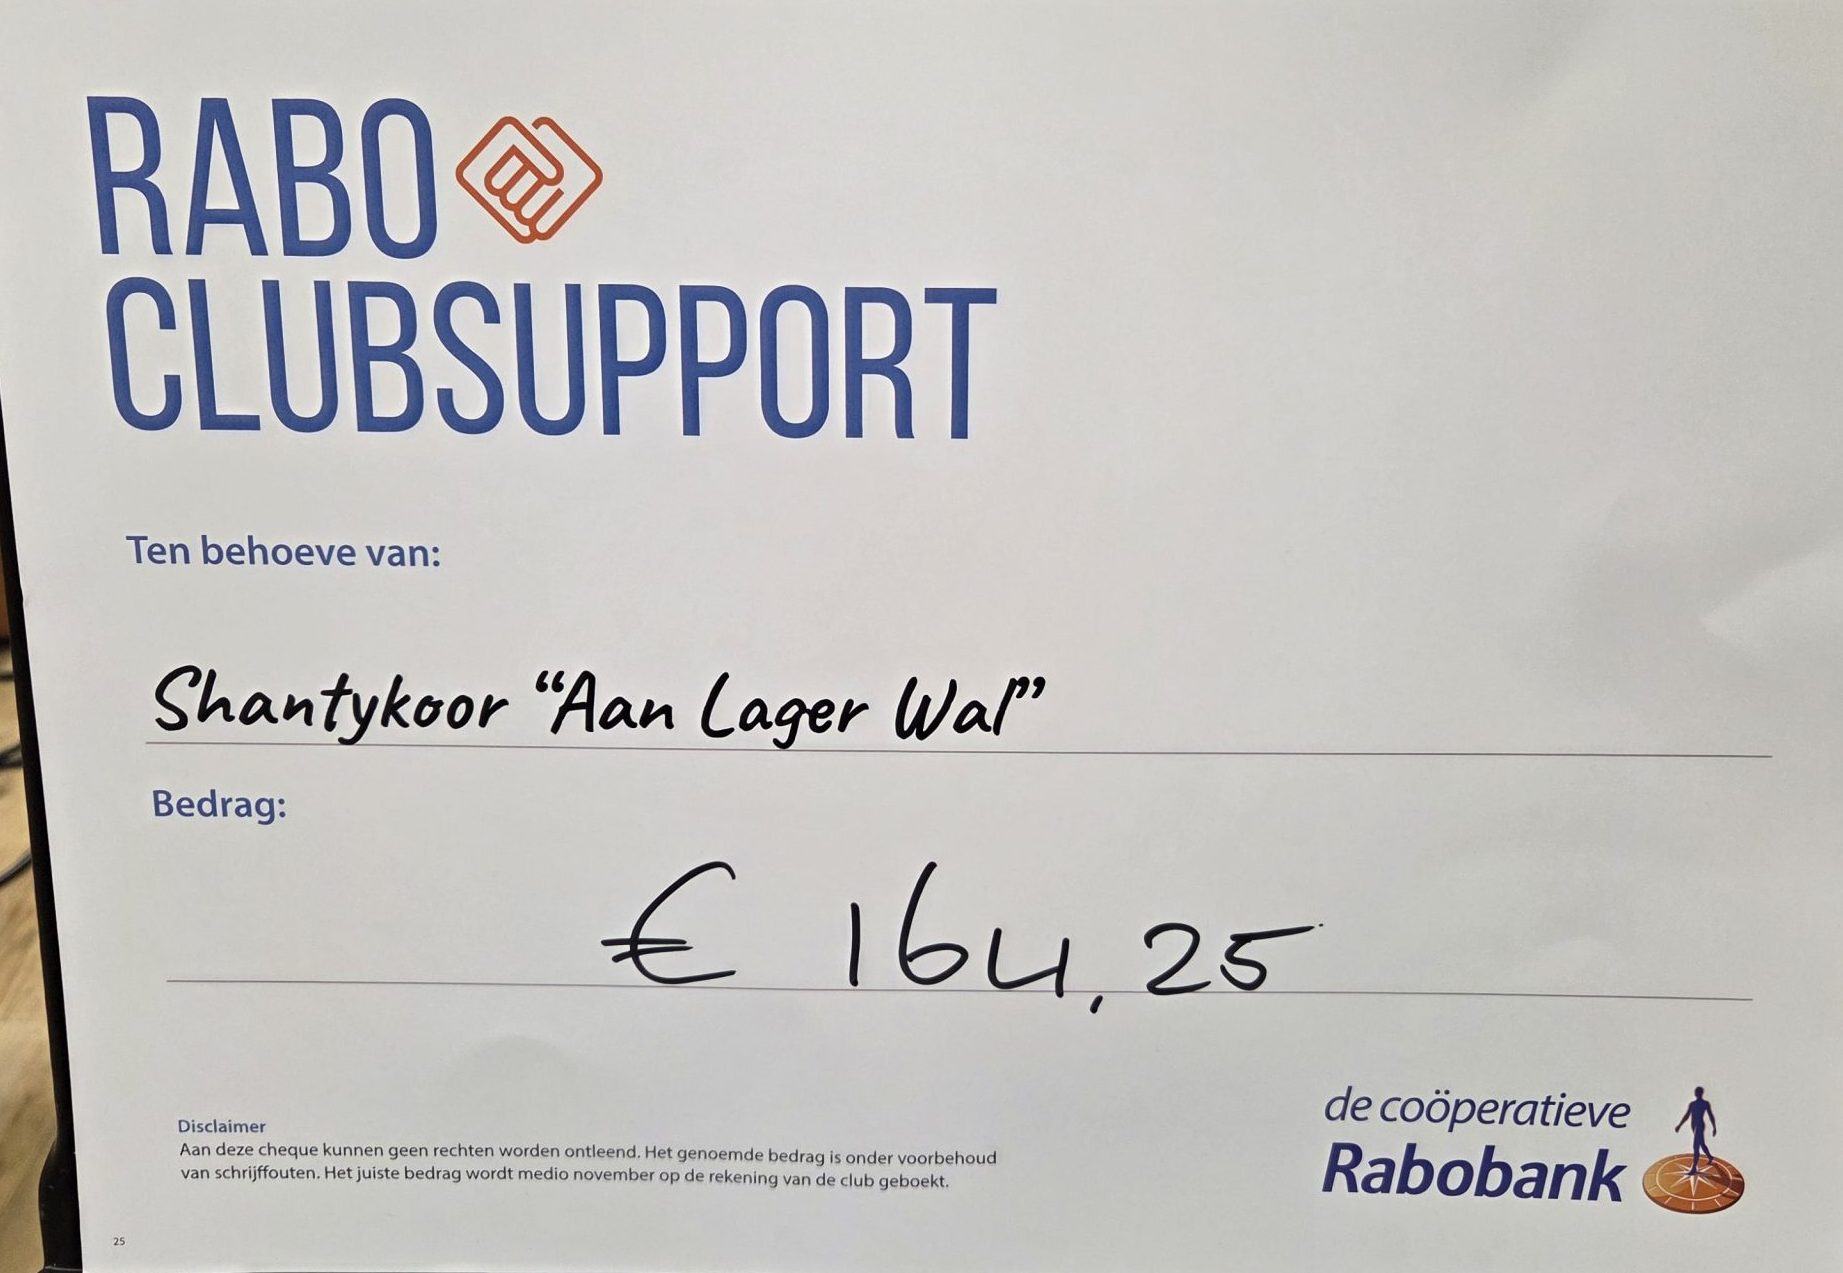 RABO
CLUBSUPPORT
Ten behoeve van:
Shantykoor “Aan Lager Wal”
Bedrag:
€ 164,25
Disclaimer
Aan deze cheque kunnen geen rechten worden ontleend. Het genoemde bedrag is onder voorbehoud
van schrijffouten. Het juiste bedrag wordt medio november op de rekening van de club geboekt.
de coöperatieve
Rabobank
25